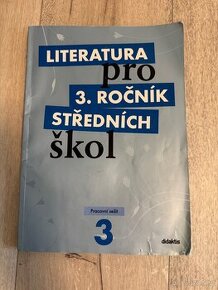 LITERATURA
pro
3. ROČNÍK
STŘEDNÍCH
škol
Pracovní sešit
3
didaktis